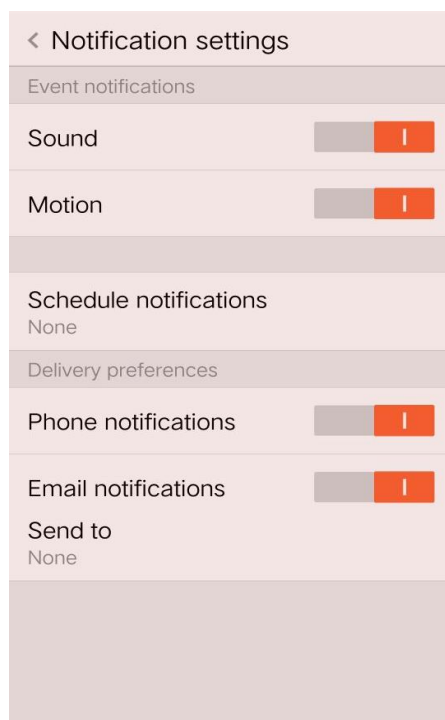 Notification settings
Event notifications
Sound
Motion
Schedule notifications
None
Delivery preferences
Phone notifications
Email notifications
Send to
None